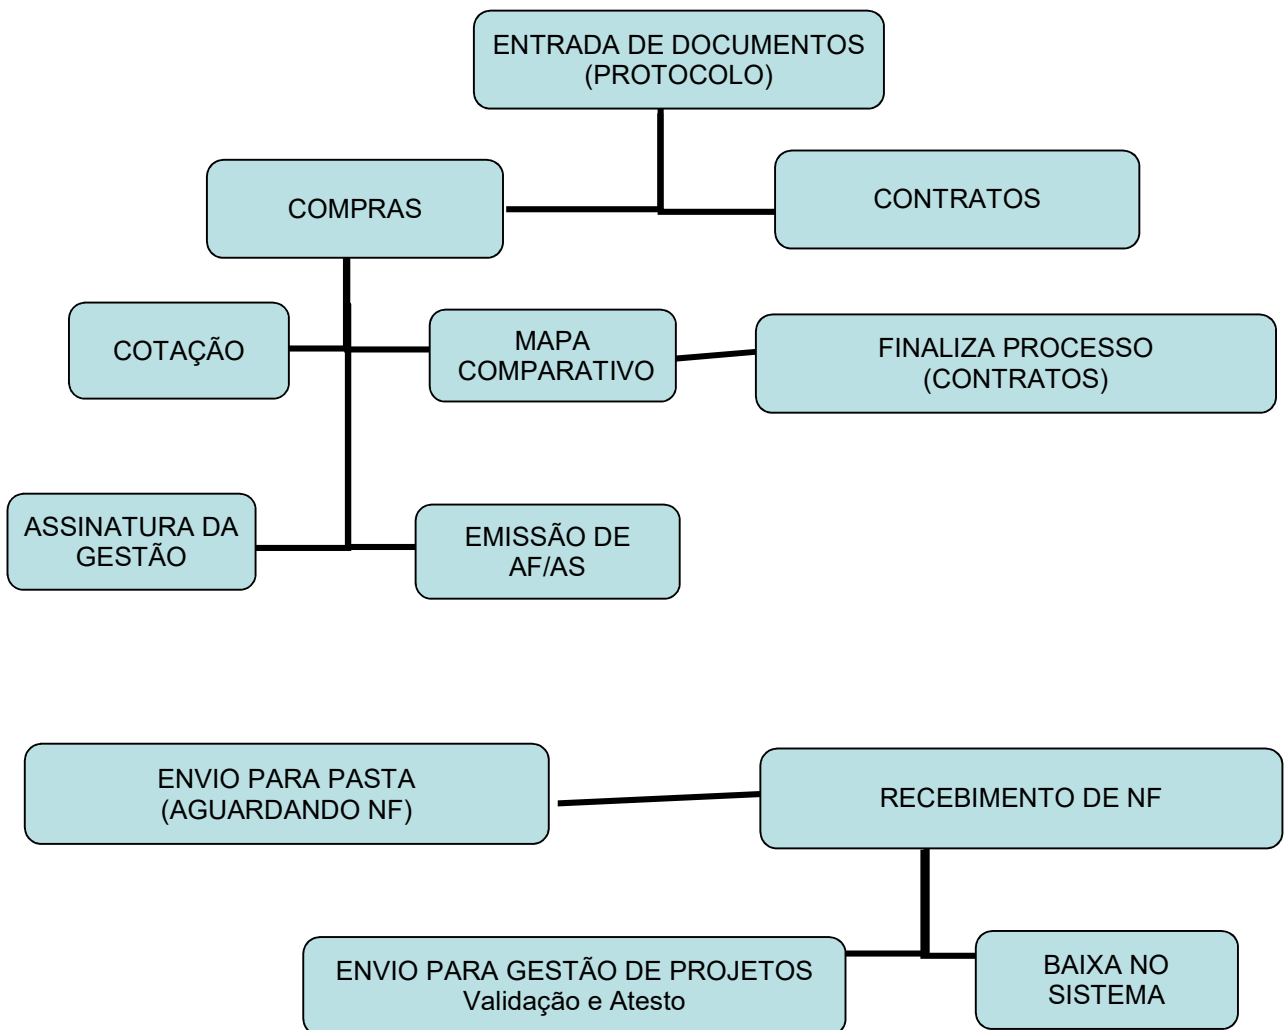 ENTRADA DE DOCUMENTOS
(PROTOCOLO)
COMPRAS
CONTRATOS
COTAÇÃO
MAPA
COMPARATIVO
FINALIZA PROCESSO
(CONTRATOS)
ASSINATURA DA
GESTÃO
EMISSÃO DE
AF/AS
ENVIO PARA PASTA
(AGUARDANDO NF)
RECEBIMENTO DE NF
ENVIO PARA GESTÃO DE PROJETOS
Validação e Atesto
BAIXA NO
SISTEMA